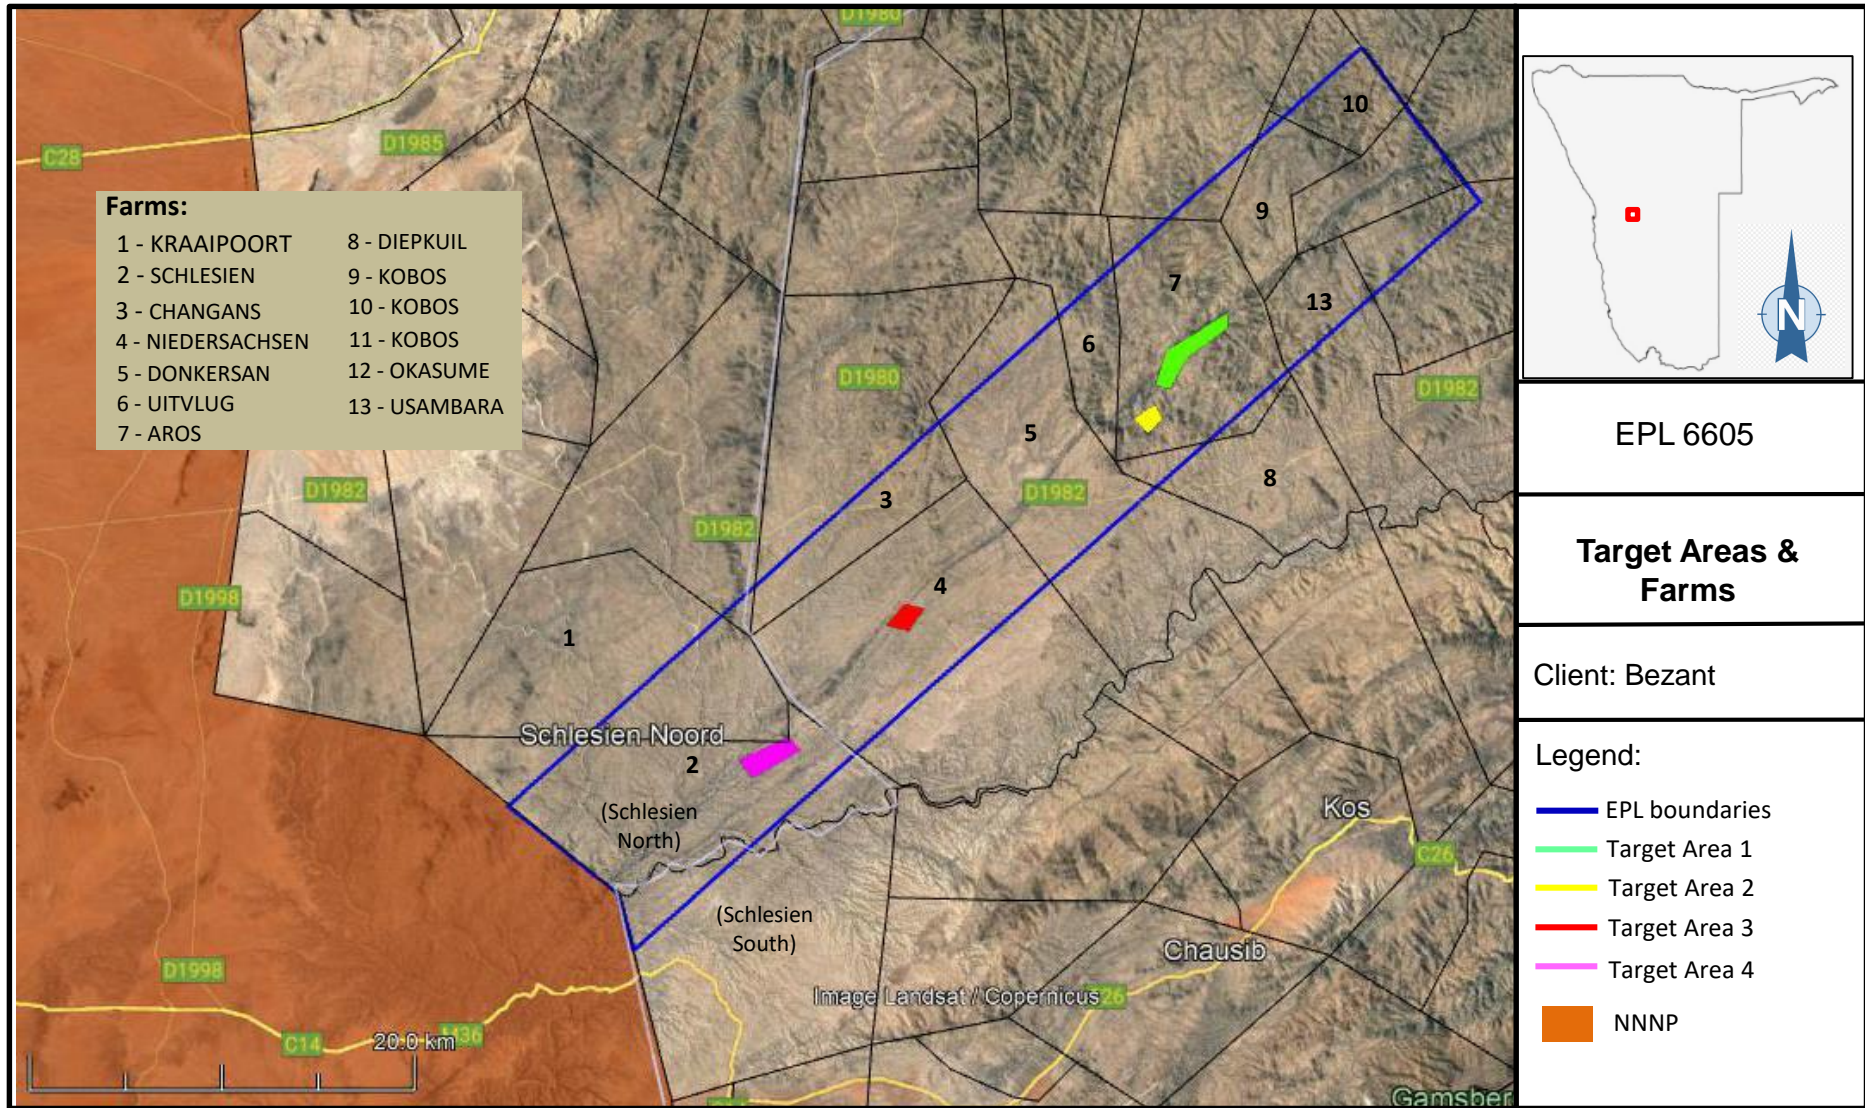 D1980
C28
D1985
10
Farms:
1 - KRAAIPOORT
2 - SCHLESIEN
3 - CHANGANS
4 - NIEDERSACHSEN
5 - DONKERSAN
6 - UITVLUG
7 - AROS
8 - DIEPKUIL
9 - KOBOS
10 - KOBOS
11 - KOBOS
12 - OKASUME
13 - USAMBARA
9
7
13
6
D1980
D1982
5
8
D1982
3
D1982
D1982
4
D1998
1
Schlesien Noord
2
(Schlesien
North)
Kos
C26
(Schlesien
South)
Chausib
D1998
Image Landsat / Copernicus
26
C14
20.0 km
36
Gamsber
N
EPL 6605
Target Areas &
Farms
Client: Bezant
Legend:
EPL boundaries
Target Area 1
Target Area 2
Target Area 3
Target Area 4
NNNP